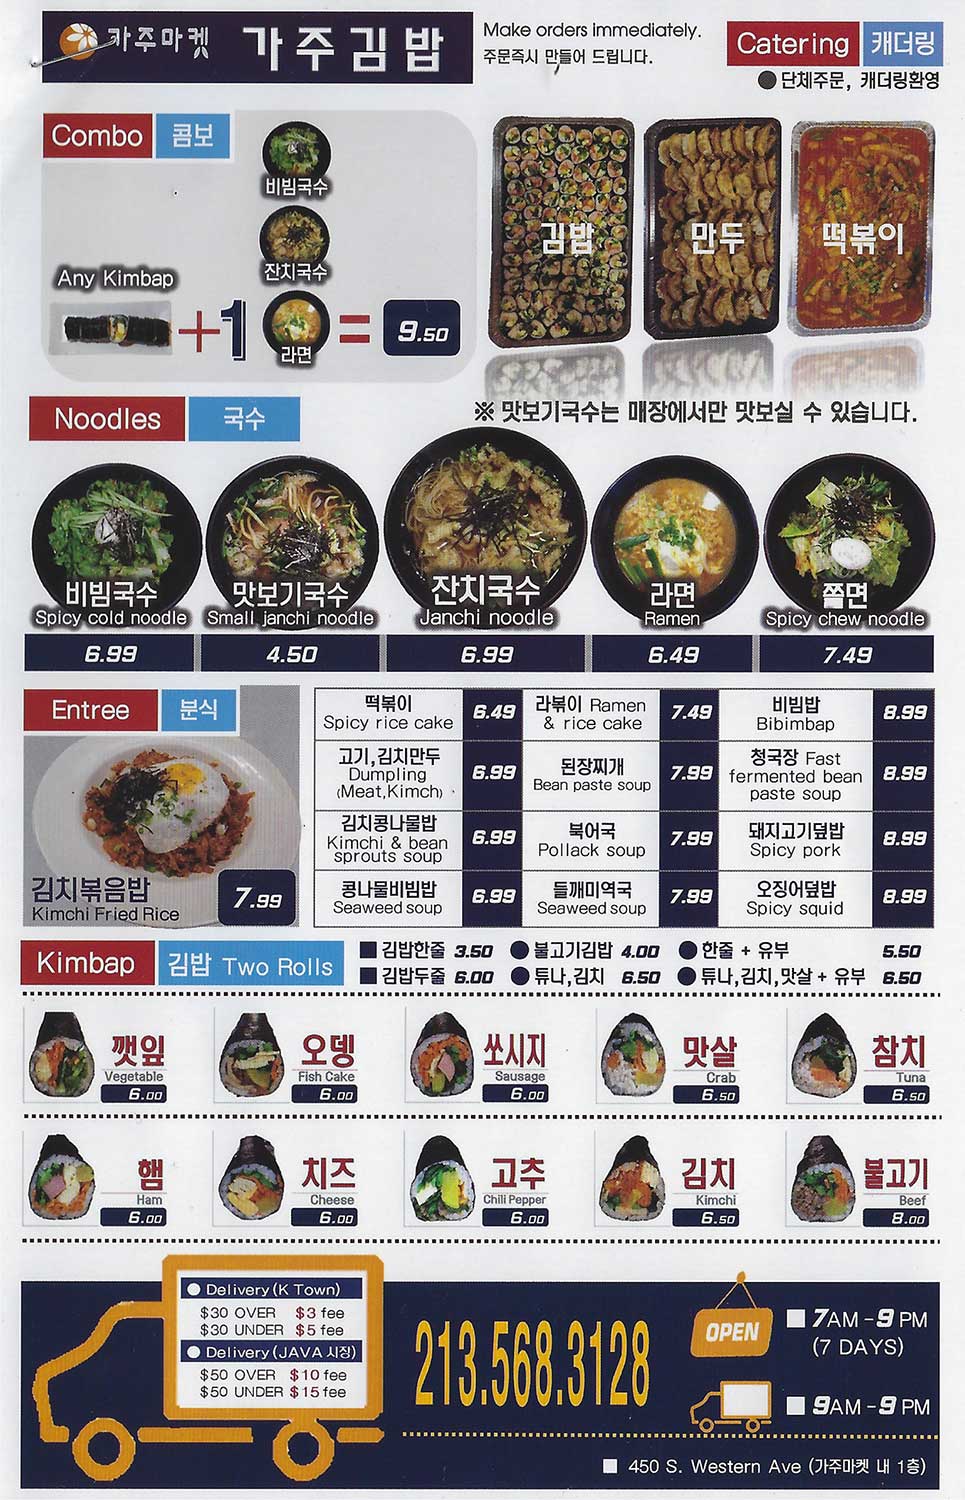 가주마켓 가주김밥
Make orders immediately.
주문즉시 만들어 드립니다.
Catering 캐더링
● 단체주문, 캐더링환영
Combo 콤보
비빔국수
잔치국수
라면
Any Kimbap
+1 = 9.50
김밥 만두 떡볶이
Noodles 국수
※ 맛보기국수는 매장에서만 맛보실 수 있습니다.
비빔국수
Spicy cold noodle
6.99
맛보기국수
Small janchi noodle
4.50
잔치국수
Janchi noodle
6.99
라면
Ramen
6.49
쫄면
Spicy chew noodle
7.49
Entree 분식
김치볶음밥
Kimchi Fried Rice
7.99
떡볶이
Spicy rice cake
6.49
라볶이 Ramen
& rice cake
7.49
비빔밥
Bibimbap
8.99
고기,김치만두
Dumpling
(Meat,Kimch)
6.99
된장찌개
Bean paste soup
7.99
청국장 Fast
fermented bean
paste soup
8.99
김치콩나물밥
Kimchi & bean
sprouts soup
6.99
북어국
Pollack soup
7.99
돼지고기덮밥
Spicy pork
8.99
콩나물비빔밥
Seaweed soup
6.99
들깨미역국
Seaweed soup
7.99
오징어덮밥
Spicy squid
8.99
Kimbap 김밥 Two Rolls
■ 김밥한줄 3.50 ● 불고기김밥 4.00 ● 한줄 + 유부 5.50
■ 김밥두줄 6.00 ● 튜나,김치 6.50 ● 튜나,김치,맛살 + 유부 6.50
깻잎
Vegetable
6.00
오뎅
Fish Cake
6.00
쏘시지
Sausage
6.00
맛살
Crab
6.50
참치
Tuna
6.50
햄
Ham
6.00
치즈
Cheese
6.00
고추
Chili Pepper
6.00
김치
Kimchi
6.50
불고기
Beef
8.00
● Delivery (K Town)
$30 OVER $3 fee
$30 UNDER $5 fee
● Delivery (JAVA 시장)
$50 OVER $10 fee
$50 UNDER $15 fee
213.568.3128
OPEN
■ 7AM - 9 PM
(7 DAYS)
■ 9AM - 9 PM
■ 450 S. Western Ave (가주마켓 내 1층)